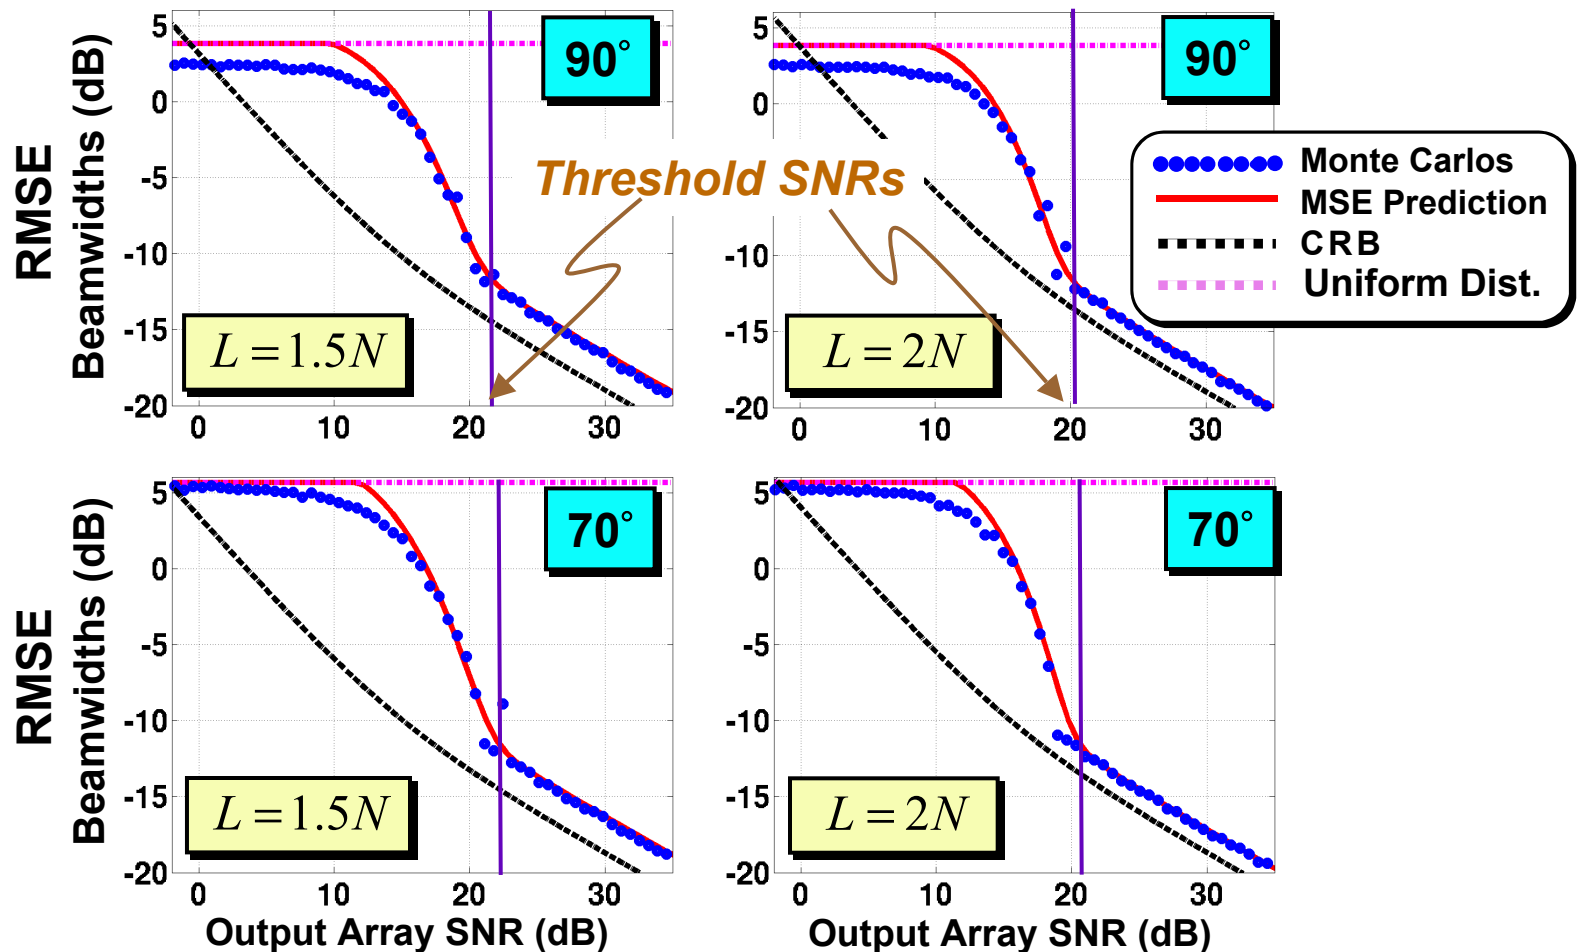 5
0
-5
-10
-15
-20
0
10
20
30
90°
L = 1.5N
5
0
-5
-10
-15
-20
0
10
20
30
90°
L = 2N
Threshold SNRs
Monte Carlos
MSE Prediction
CRB
Uniform Dist.
RMSE
Beamwidths (dB)
5
0
-5
-10
-15
-20
0
10
20
30
70°
L = 1.5N
5
0
-5
-10
-15
-20
0
10
20
30
70°
L = 2N
RMSE
Beamwidths (dB)
Output Array SNR (dB)
Output Array SNR (dB)